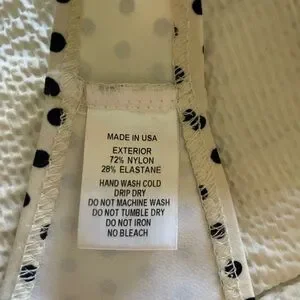 MADE IN USA
EXTERIOR
72% NYLON
28% ELASTANE
HAND WASH COLD
DRIP DRY
DO NOT MACHINE WASH
DO NOT TUMBLE DRY
DO NOT IRON
NO BLEACH